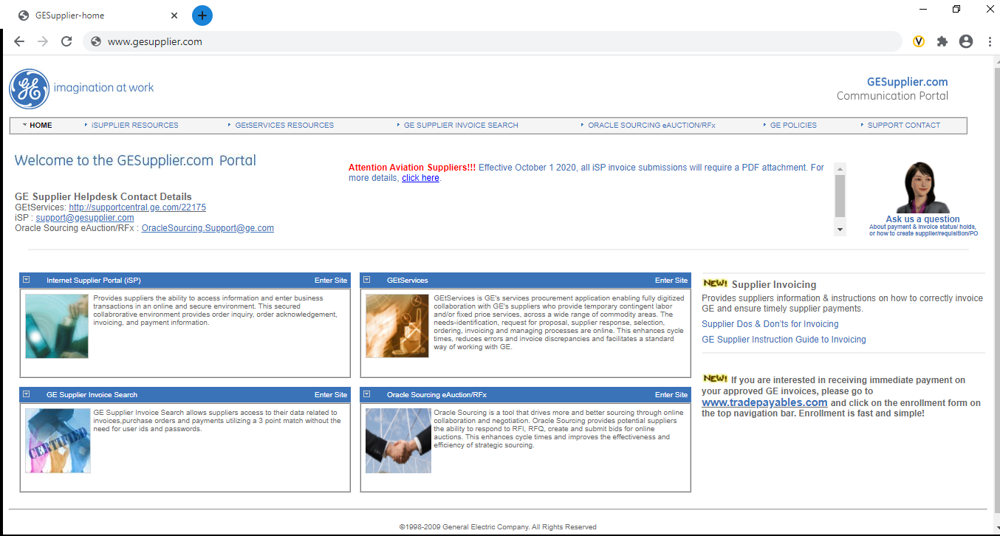 GESupplier-home
www.gesupplier.com
imagination at work
GESupplier.com
Communication Portal
HOME
iSUPPLIER RESOURCES
GEtSERVICES RESOURCES
GE SUPPLIER INVOICE SEARCH
ORACLE SOURCING eAUCTION/RFx
GE POLICIES
SUPPORT CONTACT
Welcome to the GESupplier.com Portal
GE Supplier Helpdesk Contact Details
GEtServices: http://supportcentral.ge.com/22175
iSP : support@gesupplier.com
Oracle Sourcing eAuction/RFx : OracleSourcing.Support@ge.com
Attention Aviation Suppliers!!! Effective October 1 2020, all iSP invoice submissions will require a PDF attachment. For
more details, click here.
Ask us a question
About payment & invoice status/ holds,
or how to create supplier/requisition/PO
Internet Supplier Portal (iSP)
Enter Site
Provides suppliers the ability to access information and enter business
transactions in an online and secure environment. This secured
collabrorative environment provides order inquiry, order acknowledgement,
invoicing, and payment information.
GEtServices
Enter Site
GEtServices is GE's services procurement application enabling fully digitized
collaboration with GE's suppliers who provide temporary contingent labor
and/or fixed price services, across a wide range of commodity areas. The
needs-identification, request for proposal, supplier response, selection,
ordering, invoicing and managing processes are online. This enhances cycle
times, reduces errors and invoice discrepancies and facilitates a standard
way of working with GE.
GE Supplier Invoice Search
Enter Site
CERTIFIED
GE Supplier Invoice Search allows suppliers access to their data related to
invoices,purchase orders and payments utilizing a 3 point match without the
need for user ids and passwords.
Oracle Sourcing eAuction/RFx
Enter Site
Oracle Sourcing is a tool that drives more and better sourcing through online
collaboration and negotiation. Oracle Sourcing provides potential suppliers
the ability to respond to RFI, RFQ, create and submit bids for online
auctions. This enhances cycle times and improves the effectiveness and
efficiency of strategic sourcing.
NEW! Supplier Invoicing
Provides suppliers information & instructions on how to correctly invoice
GE and ensure timely supplier payments.
Supplier Dos & Don'ts for Invoicing
GE Supplier Instruction Guide to Invoicing
NEW! If you are interested in receiving immediate payment on
your approved GE invoices, please go to
www.tradepayables.com and click on the enrollment form on
the top navigation bar. Enrollment is fast and simple!
©1998-2009 General Electric Company. All Rights Reserved